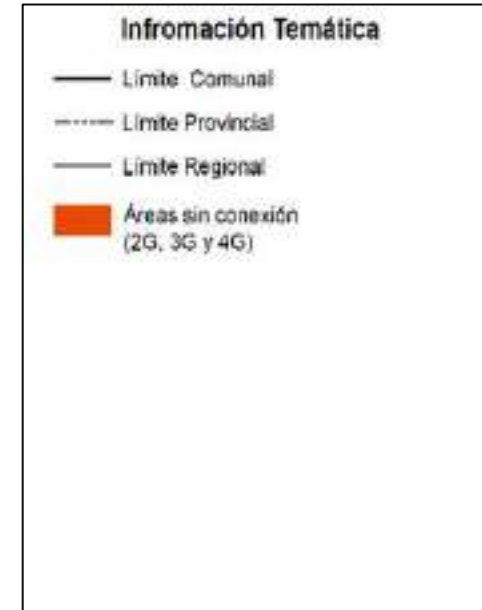 Infromación Temática
Límite Comunal
Límite Provincial
Límite Regional
Áreas sin conexión
(2G, 3G y 4G)